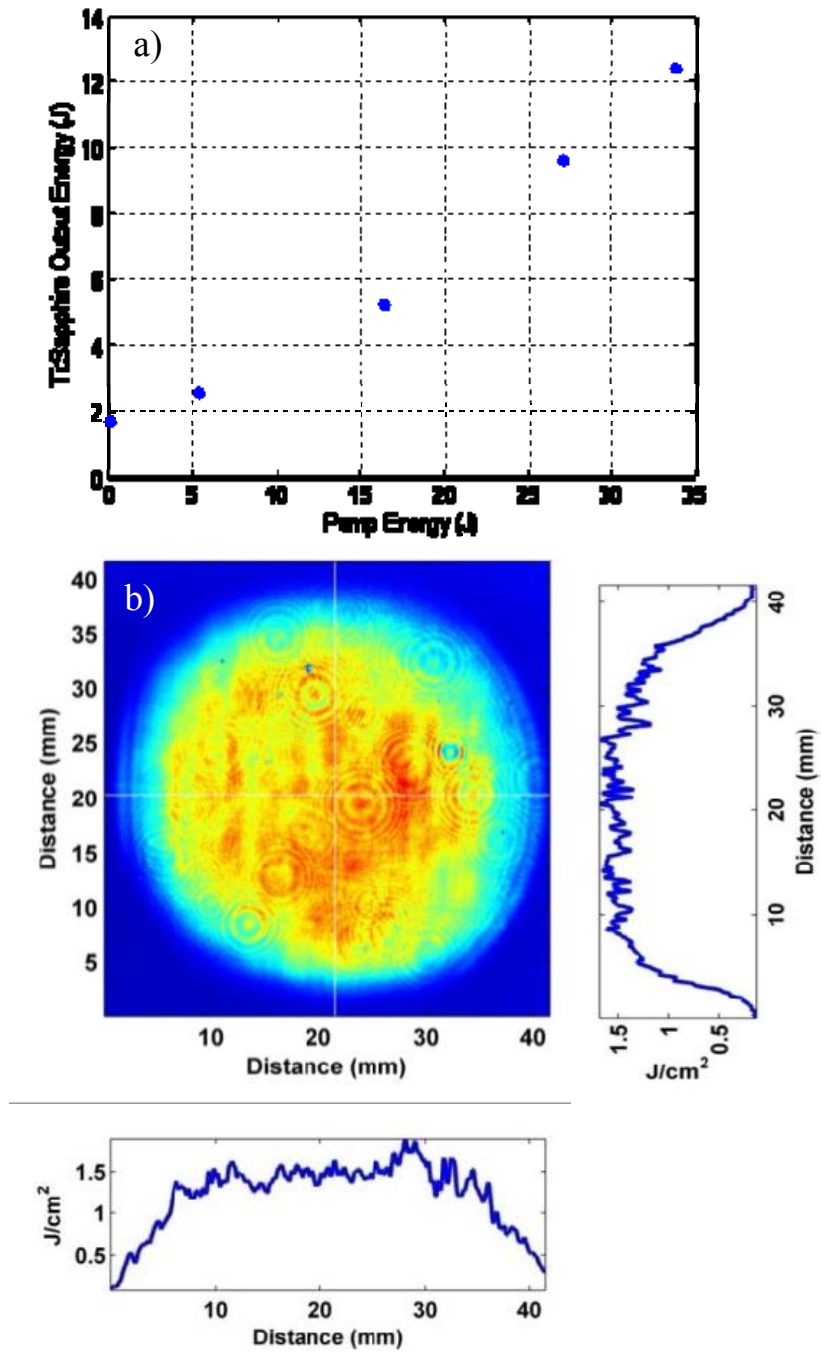 a)
14
12
10
8
6
4
2
0
Ti:Sapphire Output Energy (J)
0 5 10 15 20 25 30 35
Pump Energy (J)
b)
40
35
30
25
20
15
10
5
Distance (mm)
10 20 30 40
Distance (mm)
40
30
20
10
Distance (mm)
1.5 1 0.5
J/cm²
1.5
1
0.5
J/cm²
10 20 30 40
Distance (mm)